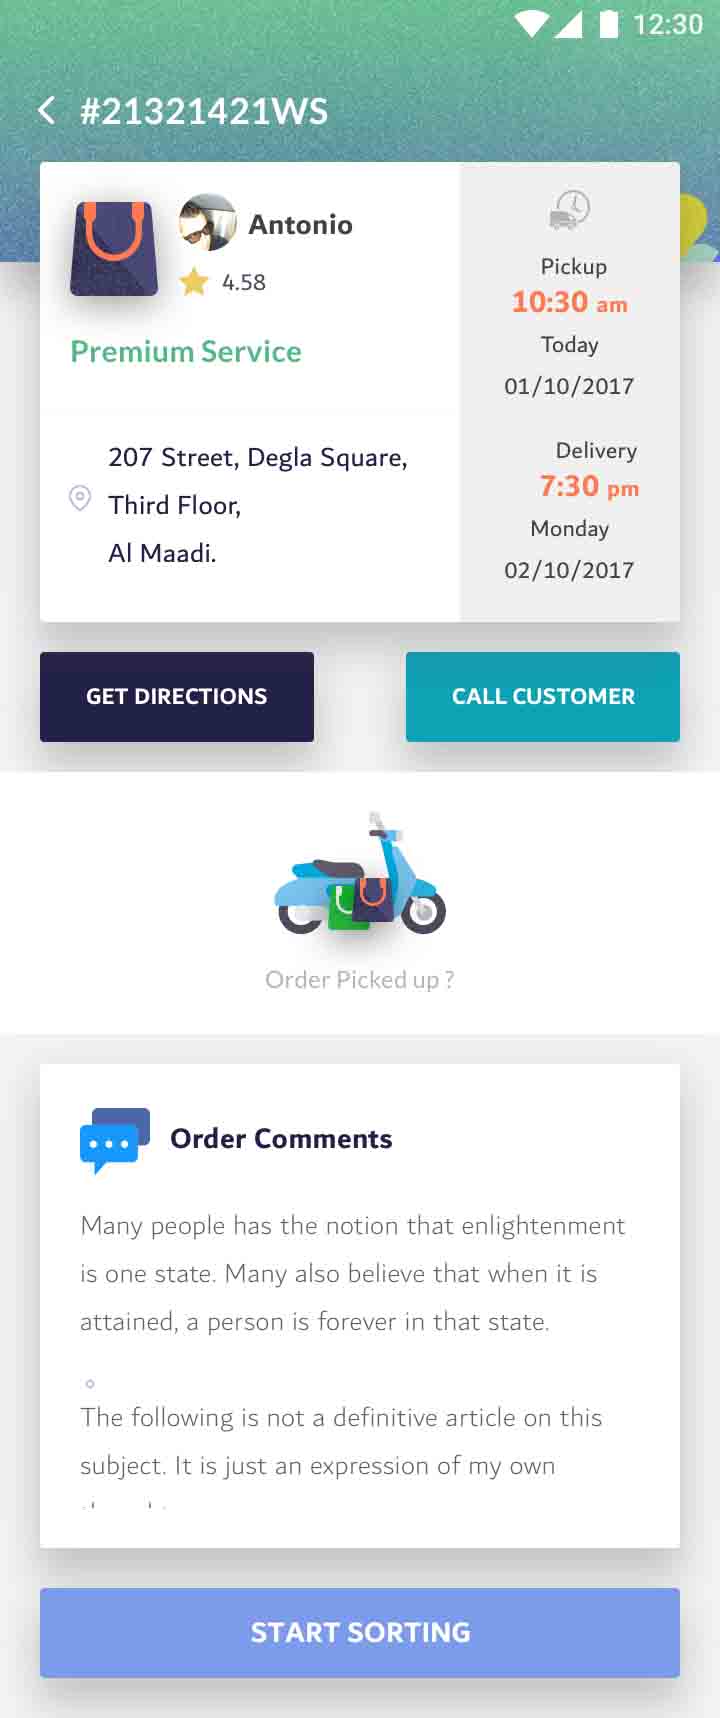 12:30
#21321421WS
Antonio
4.58
Premium Service
207 Street, Degla Square,
Third Floor,
Al Maadi.
Pickup
10:30 am
Today
01/10/2017
Delivery
7:30 pm
Monday
02/10/2017
GET DIRECTIONS
CALL CUSTOMER
Order Picked up ?
Order Comments
Many people has the notion that enlightenment
is one state. Many also believe that when it is
attained, a person is forever in that state.
The following is not a definitive article on this
subject. It is just an expression of my own
START SORTING